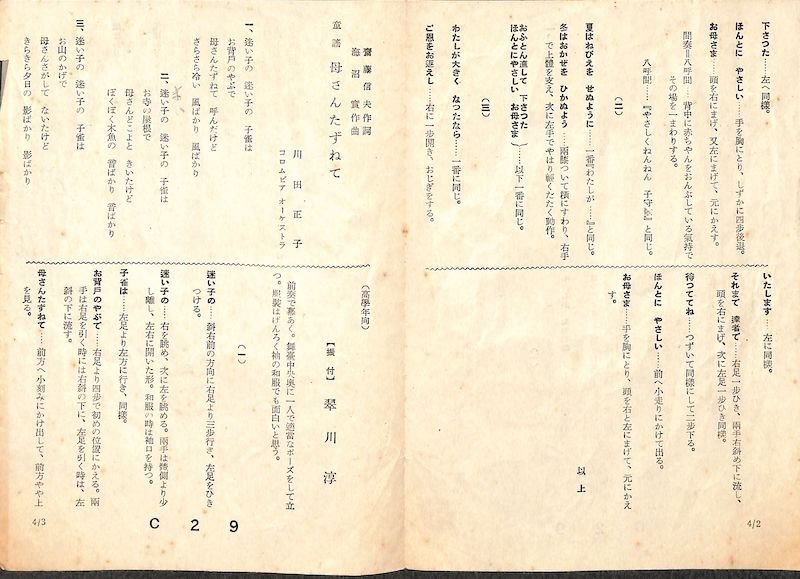 下さつた……左へ同様。
ほんとに やさしい……手を胸にとり、しずかに四歩後退。
お母さま……頭を右にまげ、又左にまげて、元にかえす。
間奏＝八呼間……背中に赤ちゃんをおんぶしている氣持で
その場を一まわりする。
八呼間……『やさしくねんねん 子守』と同じ。
（二）
夏はねびえを せぬように……一番『わたしが……』と同じ。
冬はおかぜを ひかぬよう……兩膝ついて横にすわり、右手
で上體を支え、次に左手でやはり輕くたたく動作。
おふとん直して 下さつた
ほんとにやさしい お母さま……以下一番に同じ。
（三）
わたしが大きく なつたなら……一番に同じ。
ご恩をお返えし……右に一歩開き、おじぎをする。
いたします……左に同様。
それまで 達者で……右足一歩ひき、兩手右斜め下に流し、
頭を右にまげ、次に左足一歩ひき同様。
待つててね……つずいて同様にして二歩下る。
ほんとに やさしい……前へ小走りにかけて出る。
お母さま……手を胸にとり、頭を右と左にまげて、元にかえ
す。
以上
4/2
童謡 母さんたずねて
齋藤信夫作詞
海沼實作曲
川田正子
コロムビア オーケストラ
一、迷い子の 迷い子の 子雀は
お背戸のやぶで
母さんたずねて 呼んだけど
さらさら冷い 風ばかり 風ばかり
二、迷い子の 迷い子の 子雀は
お寺の屋根で
母さんどこよと きいたけど
ぽくぽく木魚の 音ばかり 音ばかり
三、迷い子の 迷い子の 子雀は
お山のかげで
母さんさがして ないたけど
きらきら夕日の 影ばかり 影ばかり
（高學年向）
【振付】 琴川淳
前奏で幕あく。舞臺中央奥に一人で適當なポーズをして立
つ。服装はげんろく袖の和服でも面白いと思う。
（一）
迷い子の……斜右前の方向に右足より三歩行き、左足をひき
つける。
迷い子の……右を眺め、次に左を眺める。兩手は體側より少
し離し、左右に開いた形。和服の時は袖口を持つ。
子雀は……左足より左方に行き、同様。
お背戸のやぶで……右足より四歩で初めの位置にかえる。兩
手は右足を引く時には右斜の下に、左足を引く時は、左
斜の下に流す。
母さんたずねて……前方へ小刻みにかけ出して、前方やや上
を見る。
C29
4/3